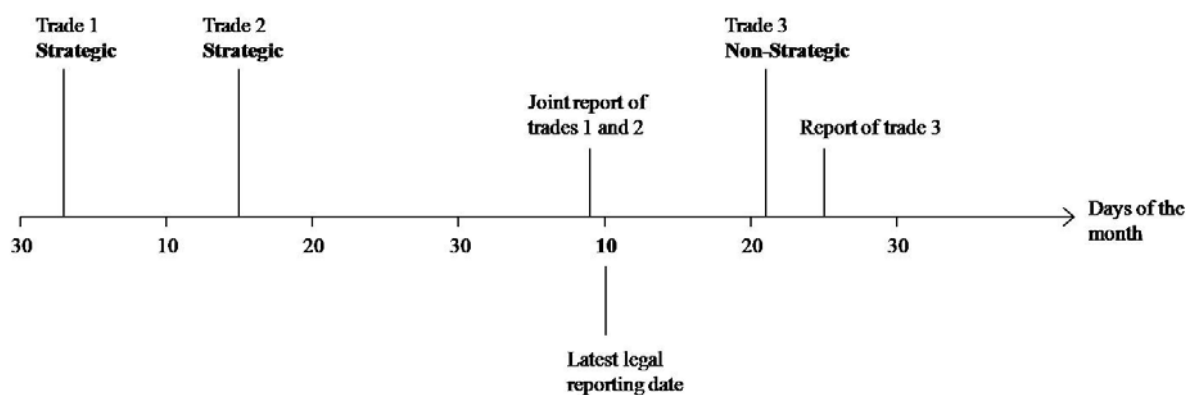 Trade 1
Strategic
Trade 2
Strategic
Trade 3
Non-Strategic
Joint report of
trades 1 and 2
Report of trade 3
Days of the
month
30
10
20
30
10
20
30
Latest legal
reporting date